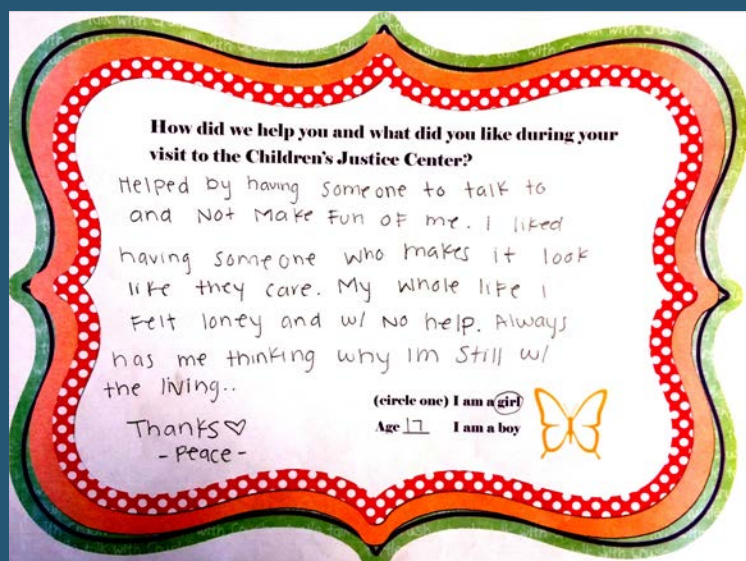 How did we help you and what did you like during your
visit to the Children's Justice Center?
Helped by having someone to talk to
and Not Make Fun of me. I liked
having someone who makes it look
like they care. My whole life I
Felt loney and w/ No help. Always
has me thinking why Im Still w/
the living..
(circle one) I am a girl
Thanks♡
Age 17 I am a boy
- Peace -